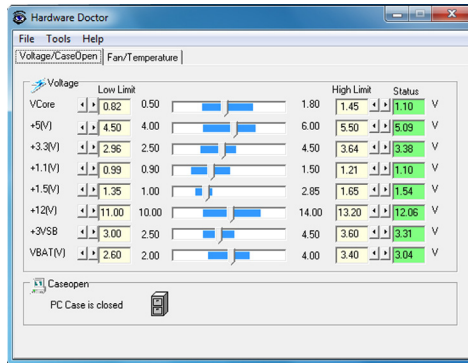 Hardware Doctor
File Tools Help
Voltage/CaseOpen Fan/Temperature
Voltage
Low Limit High Limit Status
VCore 0.82 0.50 1.80 1.45 1.10 V
+5(V) 4.50 4.00 6.00 5.50 5.09 V
+3.3(V) 2.96 2.50 4.50 3.64 3.38 V
+1.1(V) 0.99 0.90 1.50 1.21 1.10 V
+1.5(V) 1.35 1.00 2.85 1.65 1.54 V
+12(V) 11.00 10.00 14.00 13.20 12.06 V
+3VSB 3.00 2.50 4.50 3.60 3.31 V
VBAT(V) 2.60 2.00 4.00 3.40 3.04 V
Caseopen
PC Case is closed